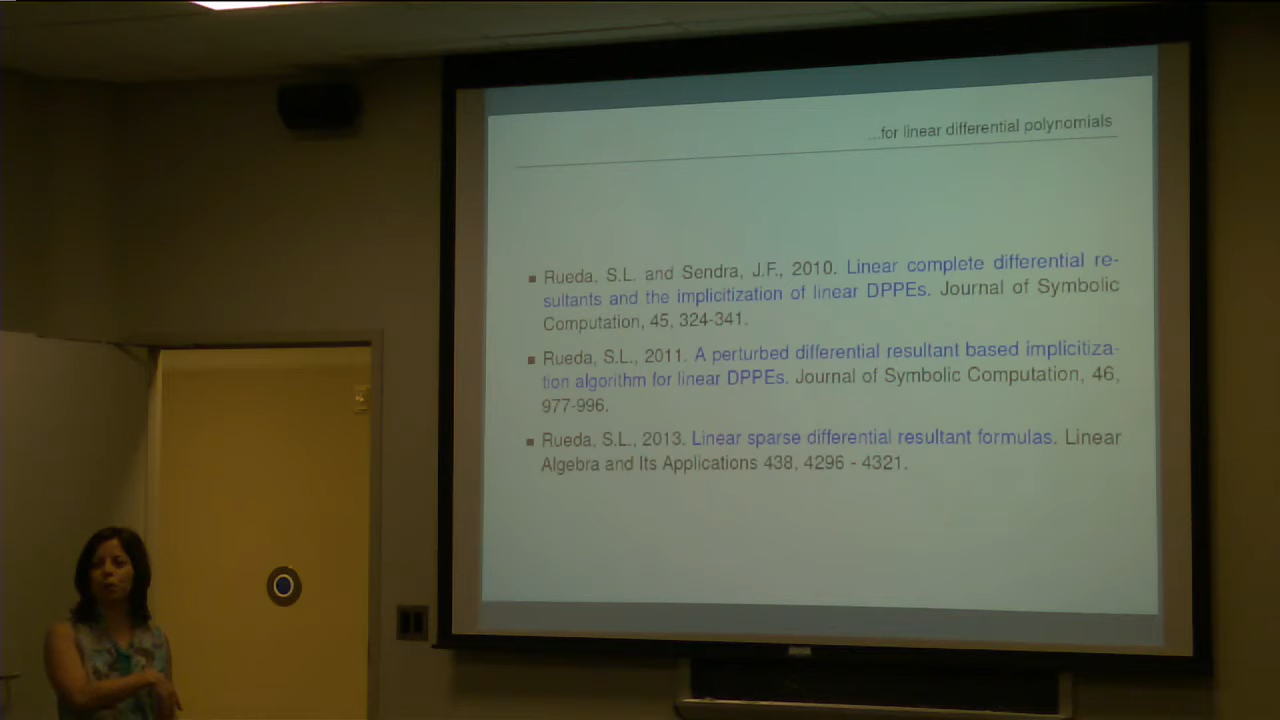 ...for linear differential polynomials
Rueda, S.L. and Sendra, J.F., 2010. Linear complete differential re-
sultants and the implicitization of linear DPPEs. Journal of Symbolic
Computation, 45, 324-341.
Rueda, S.L., 2011. A perturbed differential resultant based implicitiza-
tion algorithm for linear DPPEs. Journal of Symbolic Computation, 46,
977-996.
Rueda, S.L., 2013. Linear sparse differential resultant formulas. Linear
Algebra and Its Applications 438, 4296 - 4321.